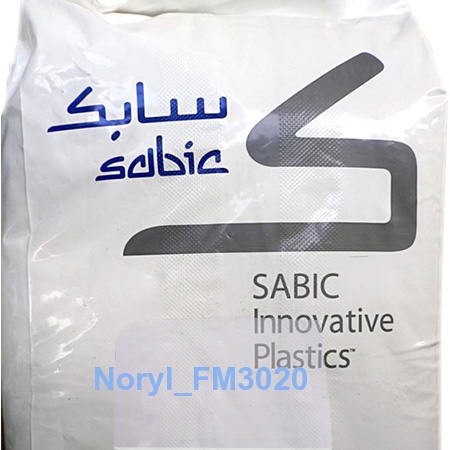 سابك
sabic
SABIC
Innovative
Plastics™
Noryl_FM3020